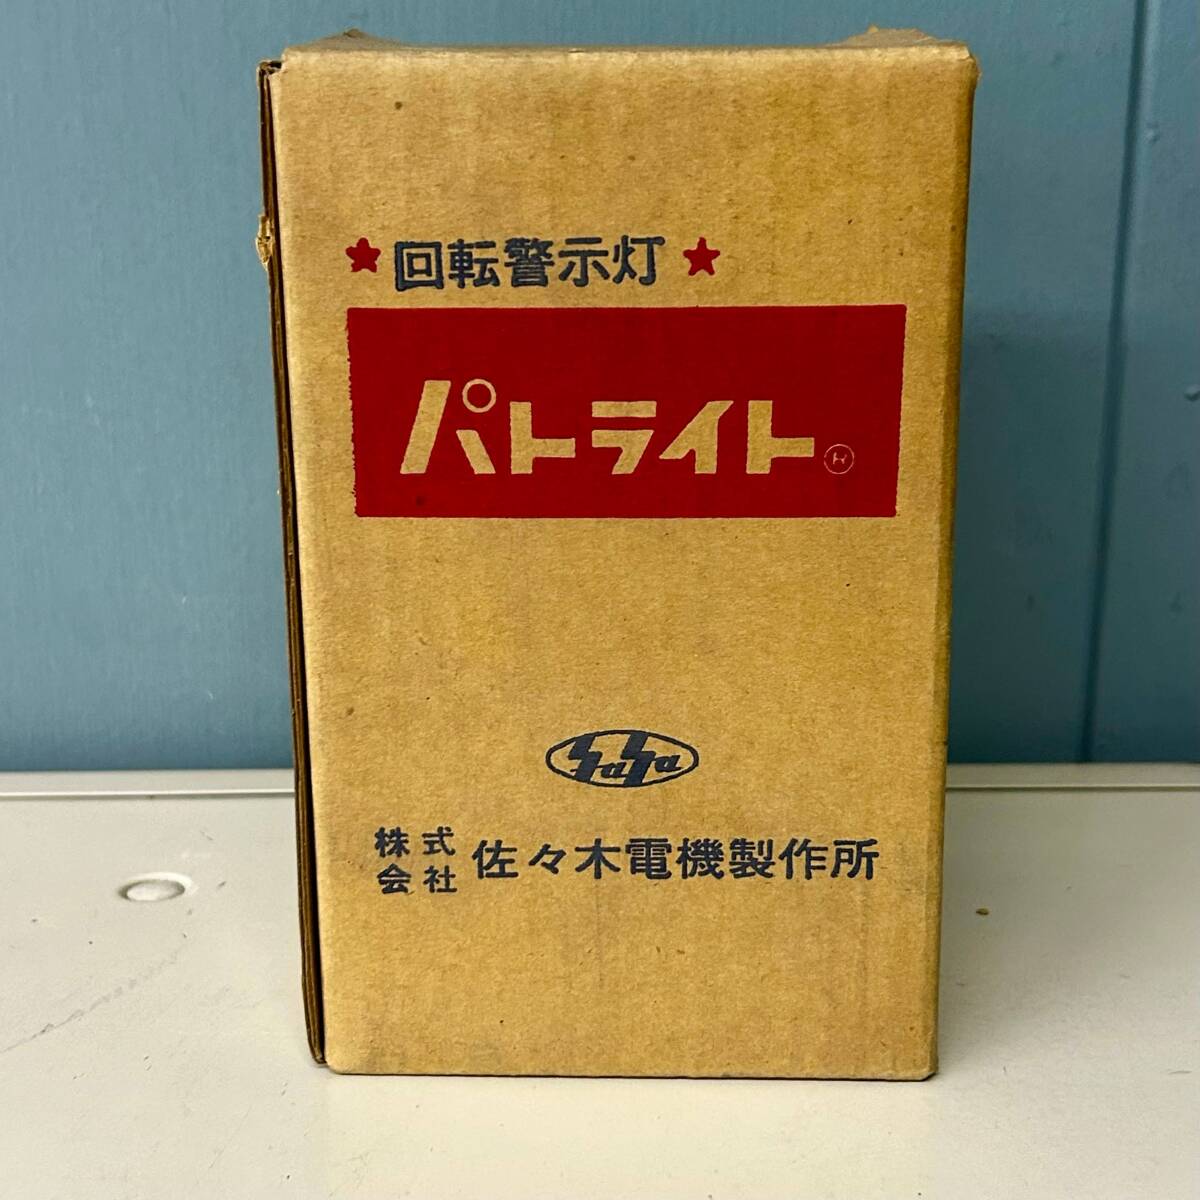 ★回転警示灯★
パトライト®
SaSa
株式会社 佐々木電機製作所